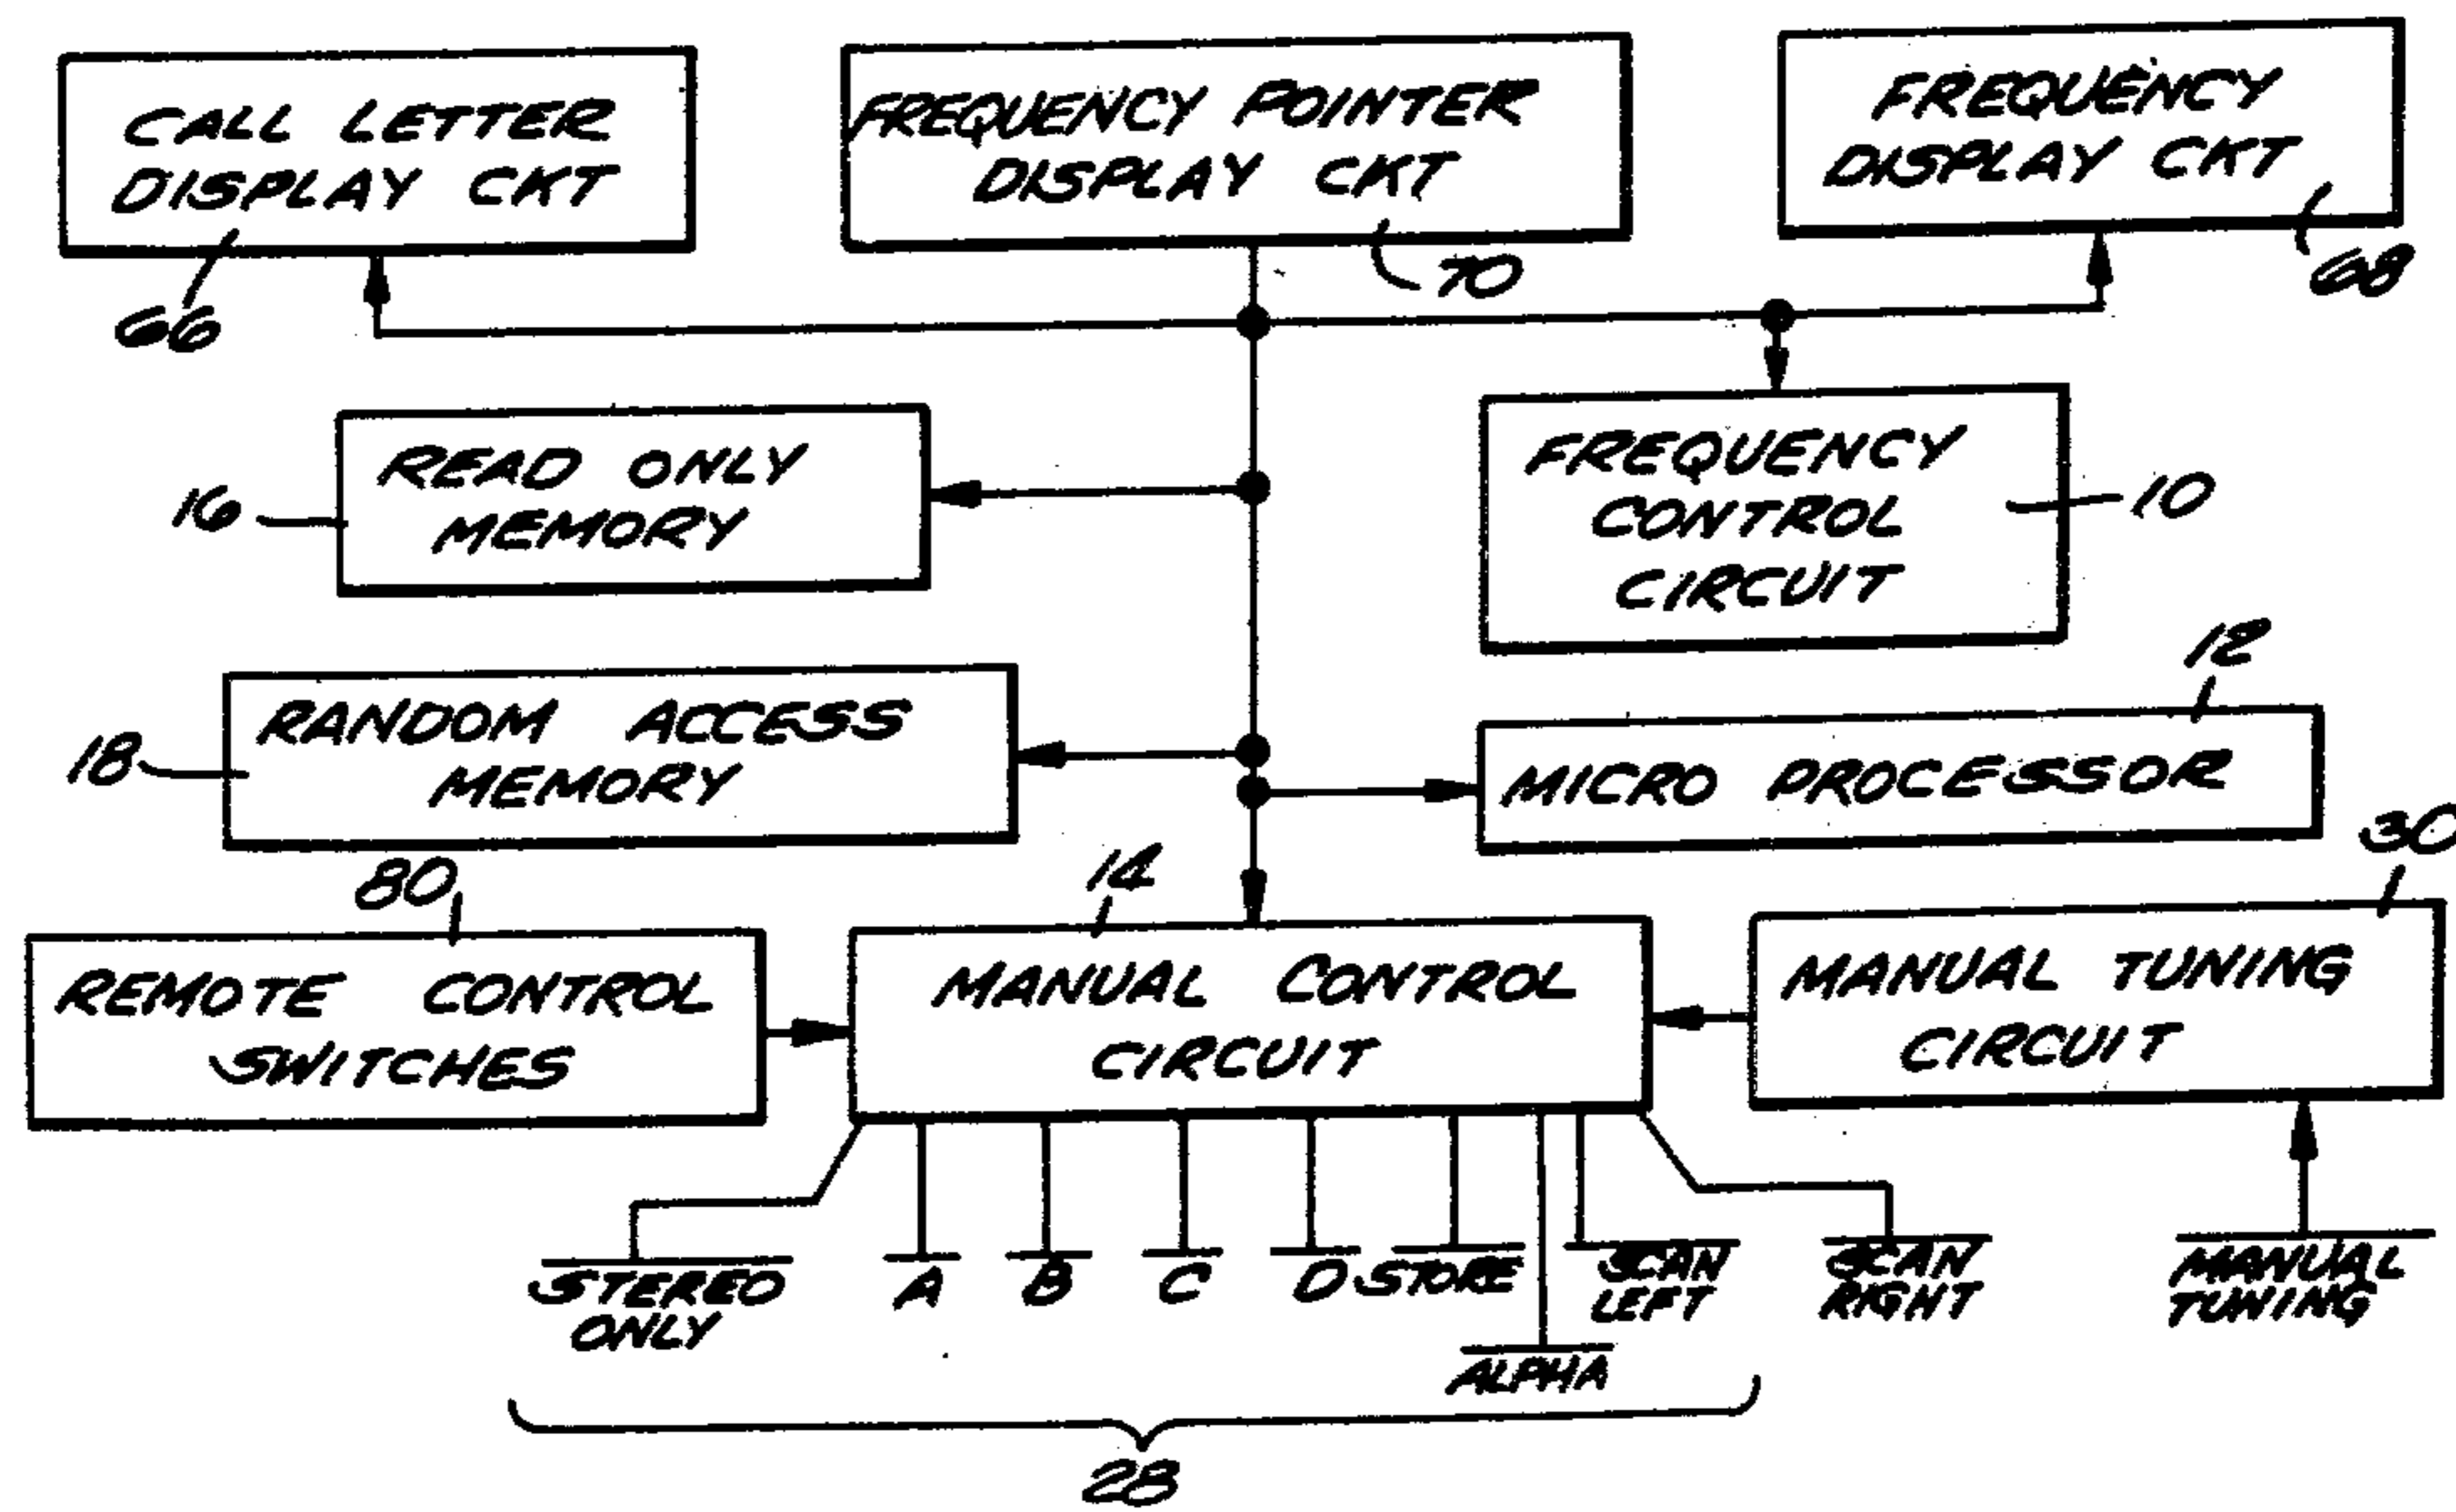 CALL LETTER
DISPLAY CKT
66
FREQUENCY POINTER
DISPLAY CKT
70
FREQUENCY
DISPLAY CKT
68
READ ONLY
MEMORY
16
FREQUENCY
CONTROL
CIRCUIT
10
RANDOM ACCESS
MEMORY
18
MICRO PROCESSOR
12
REMOTE CONTROL
SWITCHES
80
MANUAL CONTROL
CIRCUIT
14
MANUAL TUNING
CIRCUIT
30
STEREO
ONLY
A
B
C
D
STORE
ALPHA
SCAN
LEFT
SCAN
RIGHT
MANUAL
TUNING
28